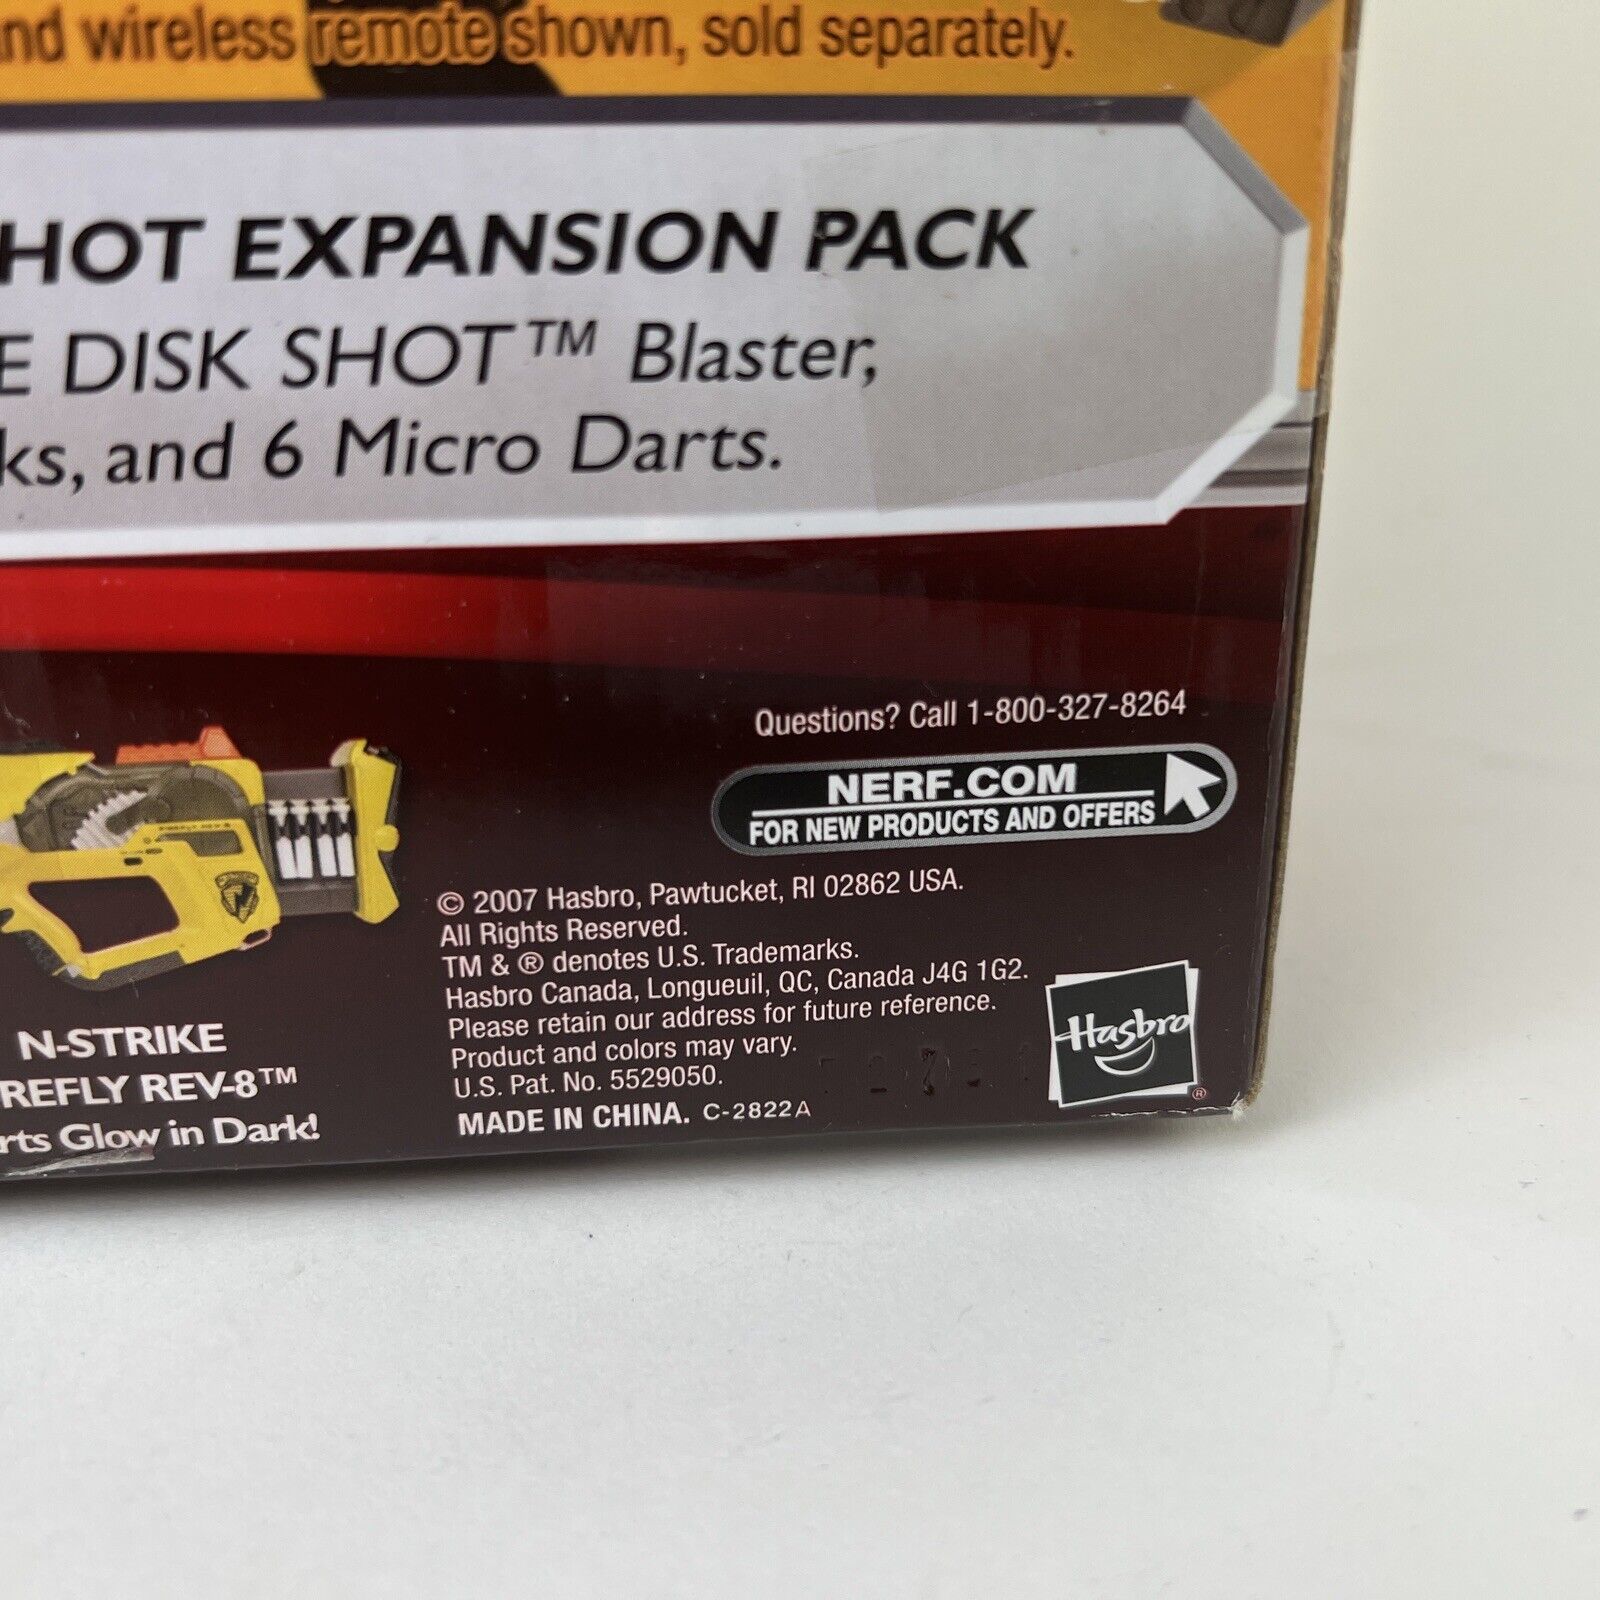 and wireless remote shown, sold separately.
HOT EXPANSION PACK
E DISK SHOT™ Blaster,
ks, and 6 Micro Darts.
Questions? Call 1-800-327-8264
NERF.COM
FOR NEW PRODUCTS AND OFFERS
© 2007 Hasbro, Pawtucket, RI 02862 USA.
All Rights Reserved.
TM & ® denotes U.S. Trademarks.
Hasbro Canada, Longueuil, QC, Canada J4G 1G2.
Please retain our address for future reference.
Product and colors may vary.
U.S. Pat. No. 5529050.
MADE IN CHINA. C-2822A
Hasbro
®
N-STRIKE
REFLY REV-8™
rts Glow in Dark!